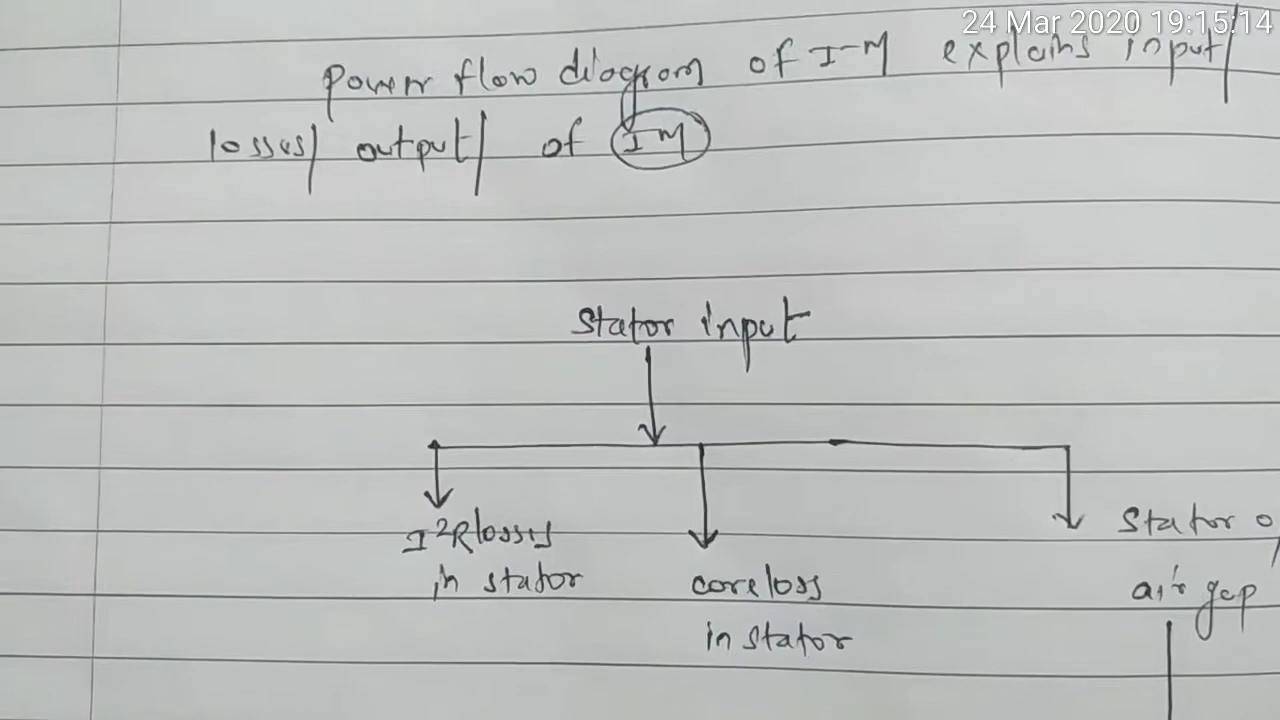 24 Mar 2020 19:15:14
Power flow diagram of I-M explains input/
losses/ output/ of IM
Stator input
I²R losses
in stator
core loss
in stator
Stator o/
air gap